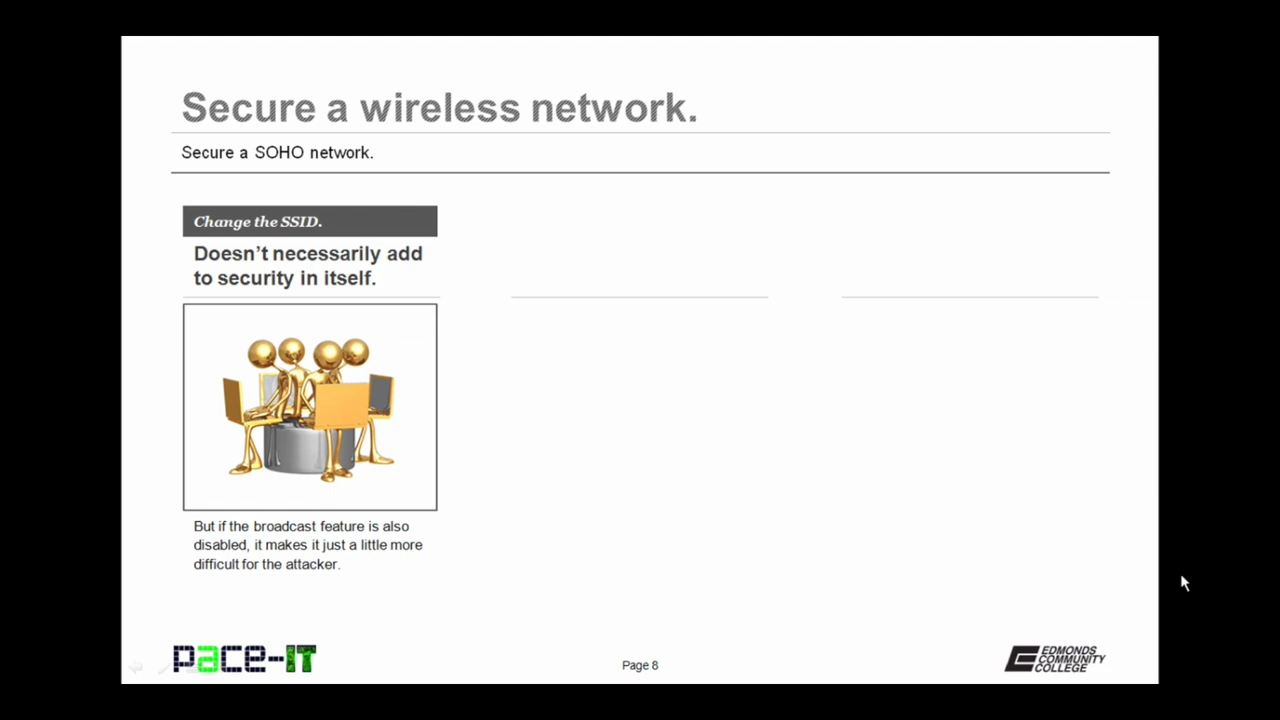 Secure a wireless network.
Secure a SOHO network.
Change the SSID.
Doesn't necessarily add
to security in itself.
But if the broadcast feature is also
disabled, it makes it just a little more
difficult for the attacker.
pace-IT
Page 8
EDMONDS
COMMUNITY
COLLEGE